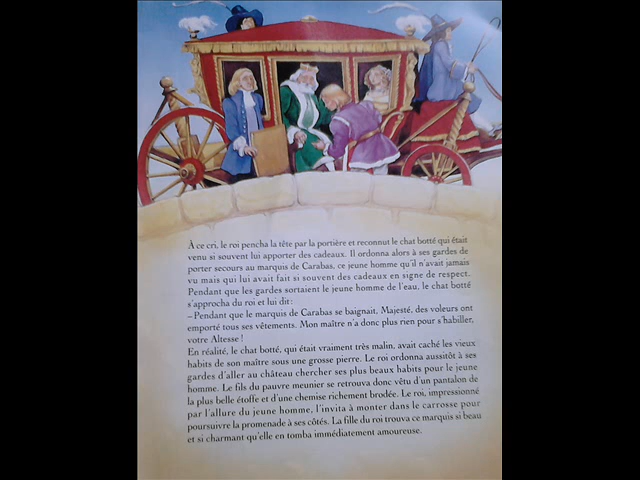 À ce cri, le roi pencha la tête par la portière et reconnut le chat botté qui était
venu si souvent lui apporter des cadeaux. Il ordonna alors à ses gardes de
porter secours au marquis de Carabas, ce jeune homme qu'il n'avait jamais
vu mais qui lui avait fait si souvent des cadeaux en signe de respect.
Pendant que les gardes sortaient le jeune homme de l'eau, le chat botté
s'approcha du roi et lui dit :
– Pendant que le marquis de Carabas se baignait, Majesté, des voleurs ont
emporté tous ses vêtements. Mon maître n'a donc plus rien pour s'habiller,
votre Altesse !
En réalité, le chat botté, qui était vraiment très malin, avait caché les vieux
habits de son maître sous une grosse pierre. Le roi ordonna aussitôt à ses
gardes d'aller au château chercher ses plus beaux habits pour le jeune
homme. Le fils du pauvre meunier se retrouva donc vêtu d'un pantalon de
la plus belle étoffe et d'une chemise richement brodée. Le roi, impressionné
par l'allure du jeune homme, l'invita à monter dans le carrosse pour
poursuivre la promenade à ses côtés. La fille du roi trouva ce marquis si beau
et si charmant qu'elle en tomba immédiatement amoureuse.